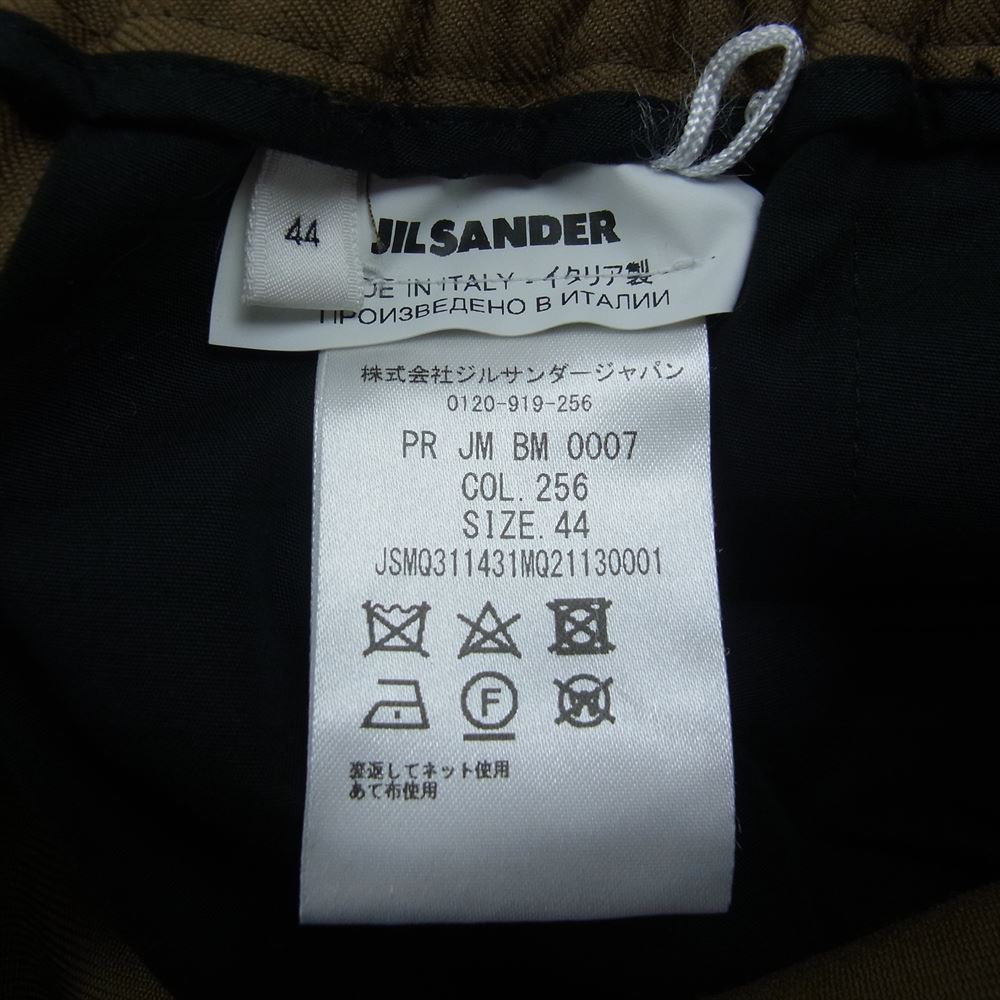 44
JIL SANDER
DE IN ITALY - イタリア製
ПРОИЗВЕДЕНО В ИТАЛИИ
株式会社ジルサンダージャパン
0120-919-256
PR JM BM 0007
COL. 256
SIZE. 44
JSMQ311431MQ21130001
F
W
裏返してネット使用
あて布使用